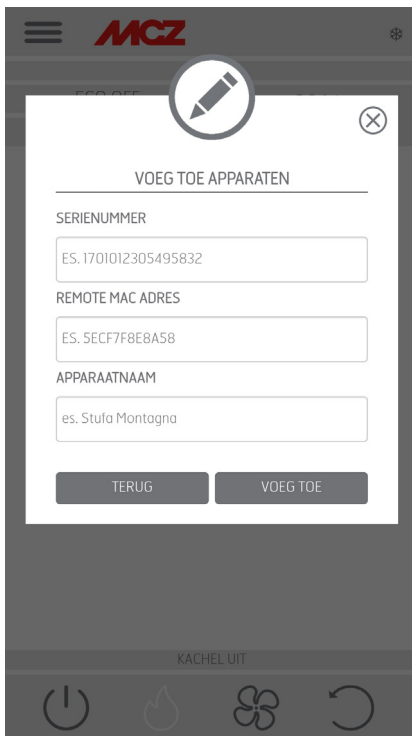 MCZ
VOEG TOE APPARATEN
SERIENUMMER
ES. 1701012305495832
REMOTE MAC ADRES
ES. 5ECF7F8E8A58
APPARAATNAAM
es. Stufa Montagna
TERUG
VOEG TOE
KACHEL UIT